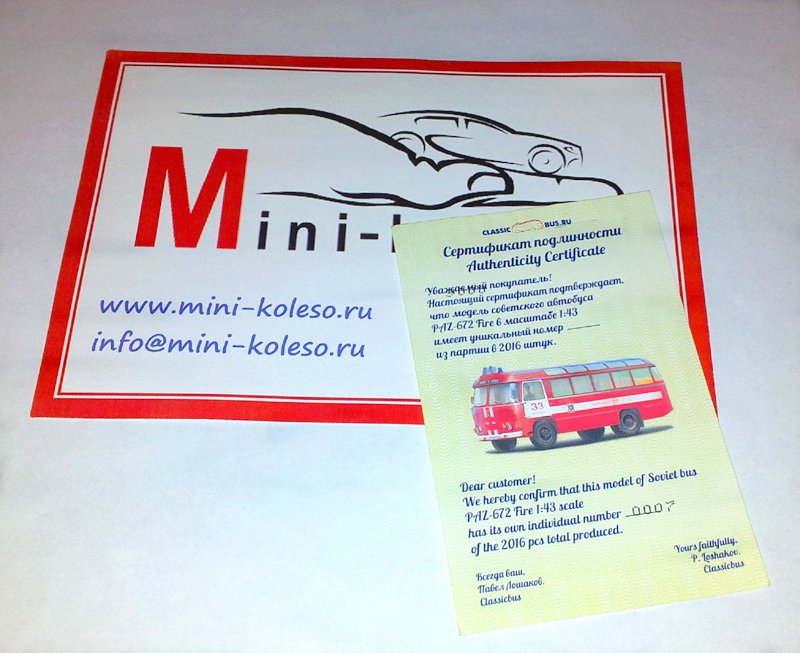 Mini-
www.mini-koleso.ru
info@mini-koleso.ru
CLASSIC BUS.RU
Сертификат подлинности
Authenticity Certificate
Уважаемый покупатель!
Настоящий сертификат подтверждает,
что модель советского автобуса
PAZ-672 Fire в масштабе 1:43
имеет уникальный номер ______
из партии в 2016 штук.
33
Dear customer!
We hereby confirm that this model of Soviet bus
PAZ-672 Fire 1:43 scale
has its own individual number 0007
of the 2016 pcs total produced.
Yours faithfully,
P. Loshakov.
Classicbus
Всегда ваш,
Павел Лошаков.
Classicbus